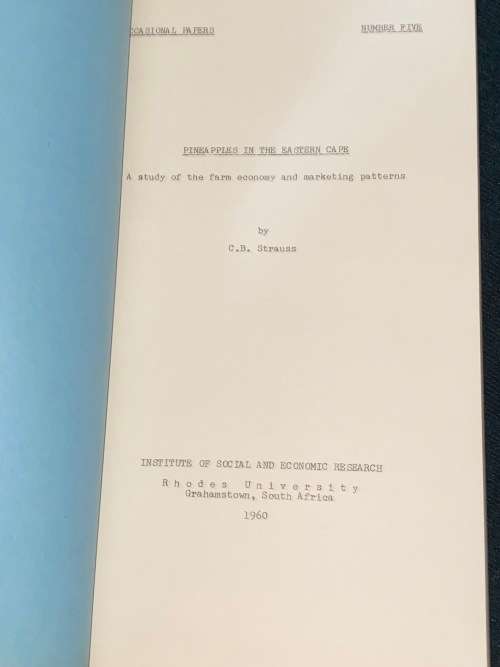 CCASIONAL PAPERS NUMBER FIVE
PINEAPPLES IN THE EASTERN CAPE
A study of the farm economy and marketing patterns
by
C.B. Strauss
INSTITUTE OF SOCIAL AND ECONOMIC RESEARCH
Rhodes University
Grahamstown, South Africa
1960